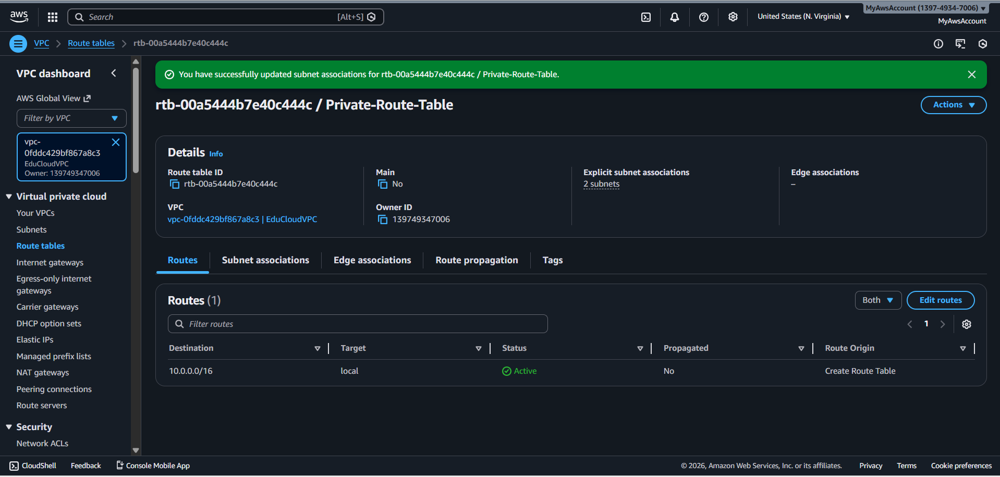 aws
Search [Alt+S]
United States (N. Virginia)
MyAwsAccount (1397-4934-7006)
MyAwsAccount
VPC
Route tables
rtb-00a5444b7e40c444c
VPC dashboard
AWS Global View
Filter by VPC
vpc-
0fddc429bf867a8c3
EduCloudVPC
Owner: 139749347006
Virtual private cloud
Your VPCs
Subnets
Route tables
Internet gateways
Egress-only internet
gateways
Carrier gateways
DHCP option sets
Elastic IPs
Managed prefix lists
NAT gateways
Peering connections
Route servers
Security
Network ACLs
You have successfully updated subnet associations for rtb-00a5444b7e40c444c / Private-Route-Table.
rtb-00a5444b7e40c444c / Private-Route-Table
Actions
Details Info
Route table ID
rtb-00a5444b7e40c444c
Main
No
Explicit subnet associations
2 subnets
Edge associations
–
VPC
vpc-0fddc429bf867a8c3 | EduCloudVPC
Owner ID
139749347006
Routes Subnet associations Edge associations Route propagation Tags
Routes (1)
Both
Edit routes
Filter routes
1
Destination Target Status Propagated Route Origin
10.0.0.0/16 local Active No Create Route Table
CloudShell Feedback Console Mobile App
© 2026, Amazon Web Services, Inc. or its affiliates. Privacy Terms Cookie preferences